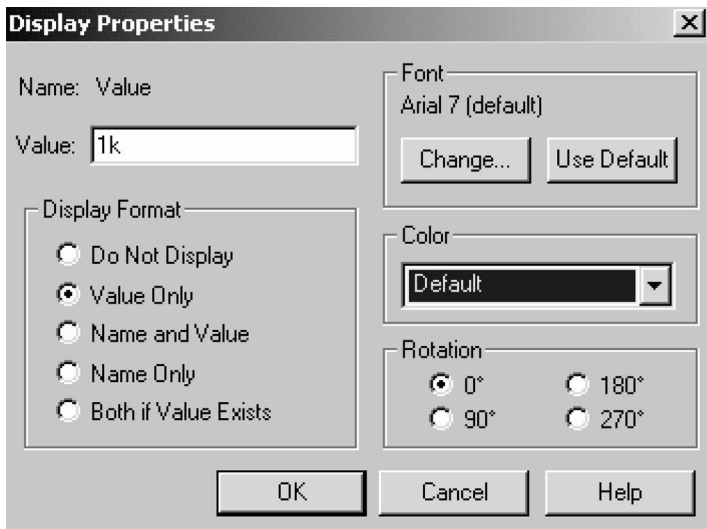 Display Properties
Name: Value
Value: 1k
Display Format
Do Not Display
Value Only
Name and Value
Name Only
Both if Value Exists
Font
Arial 7 (default)
Change... Use Default
Color
Default
Rotation
0° 180°
90° 270°
OK Cancel Help